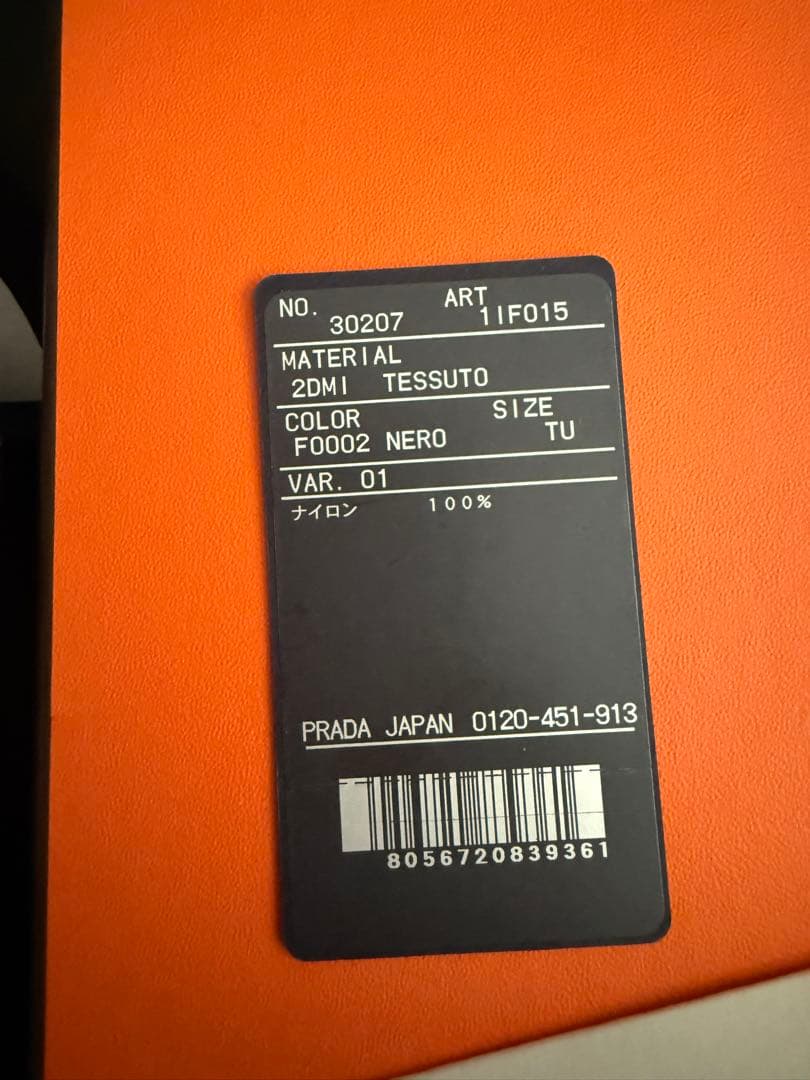 NO. ART
30207 1IF015
MATERIAL
2DMI TESSUTO
COLOR SIZE
F0002 NERO TU
VAR. 01
ナイロン 100%
PRADA JAPAN 0120-451-913
8056720839361